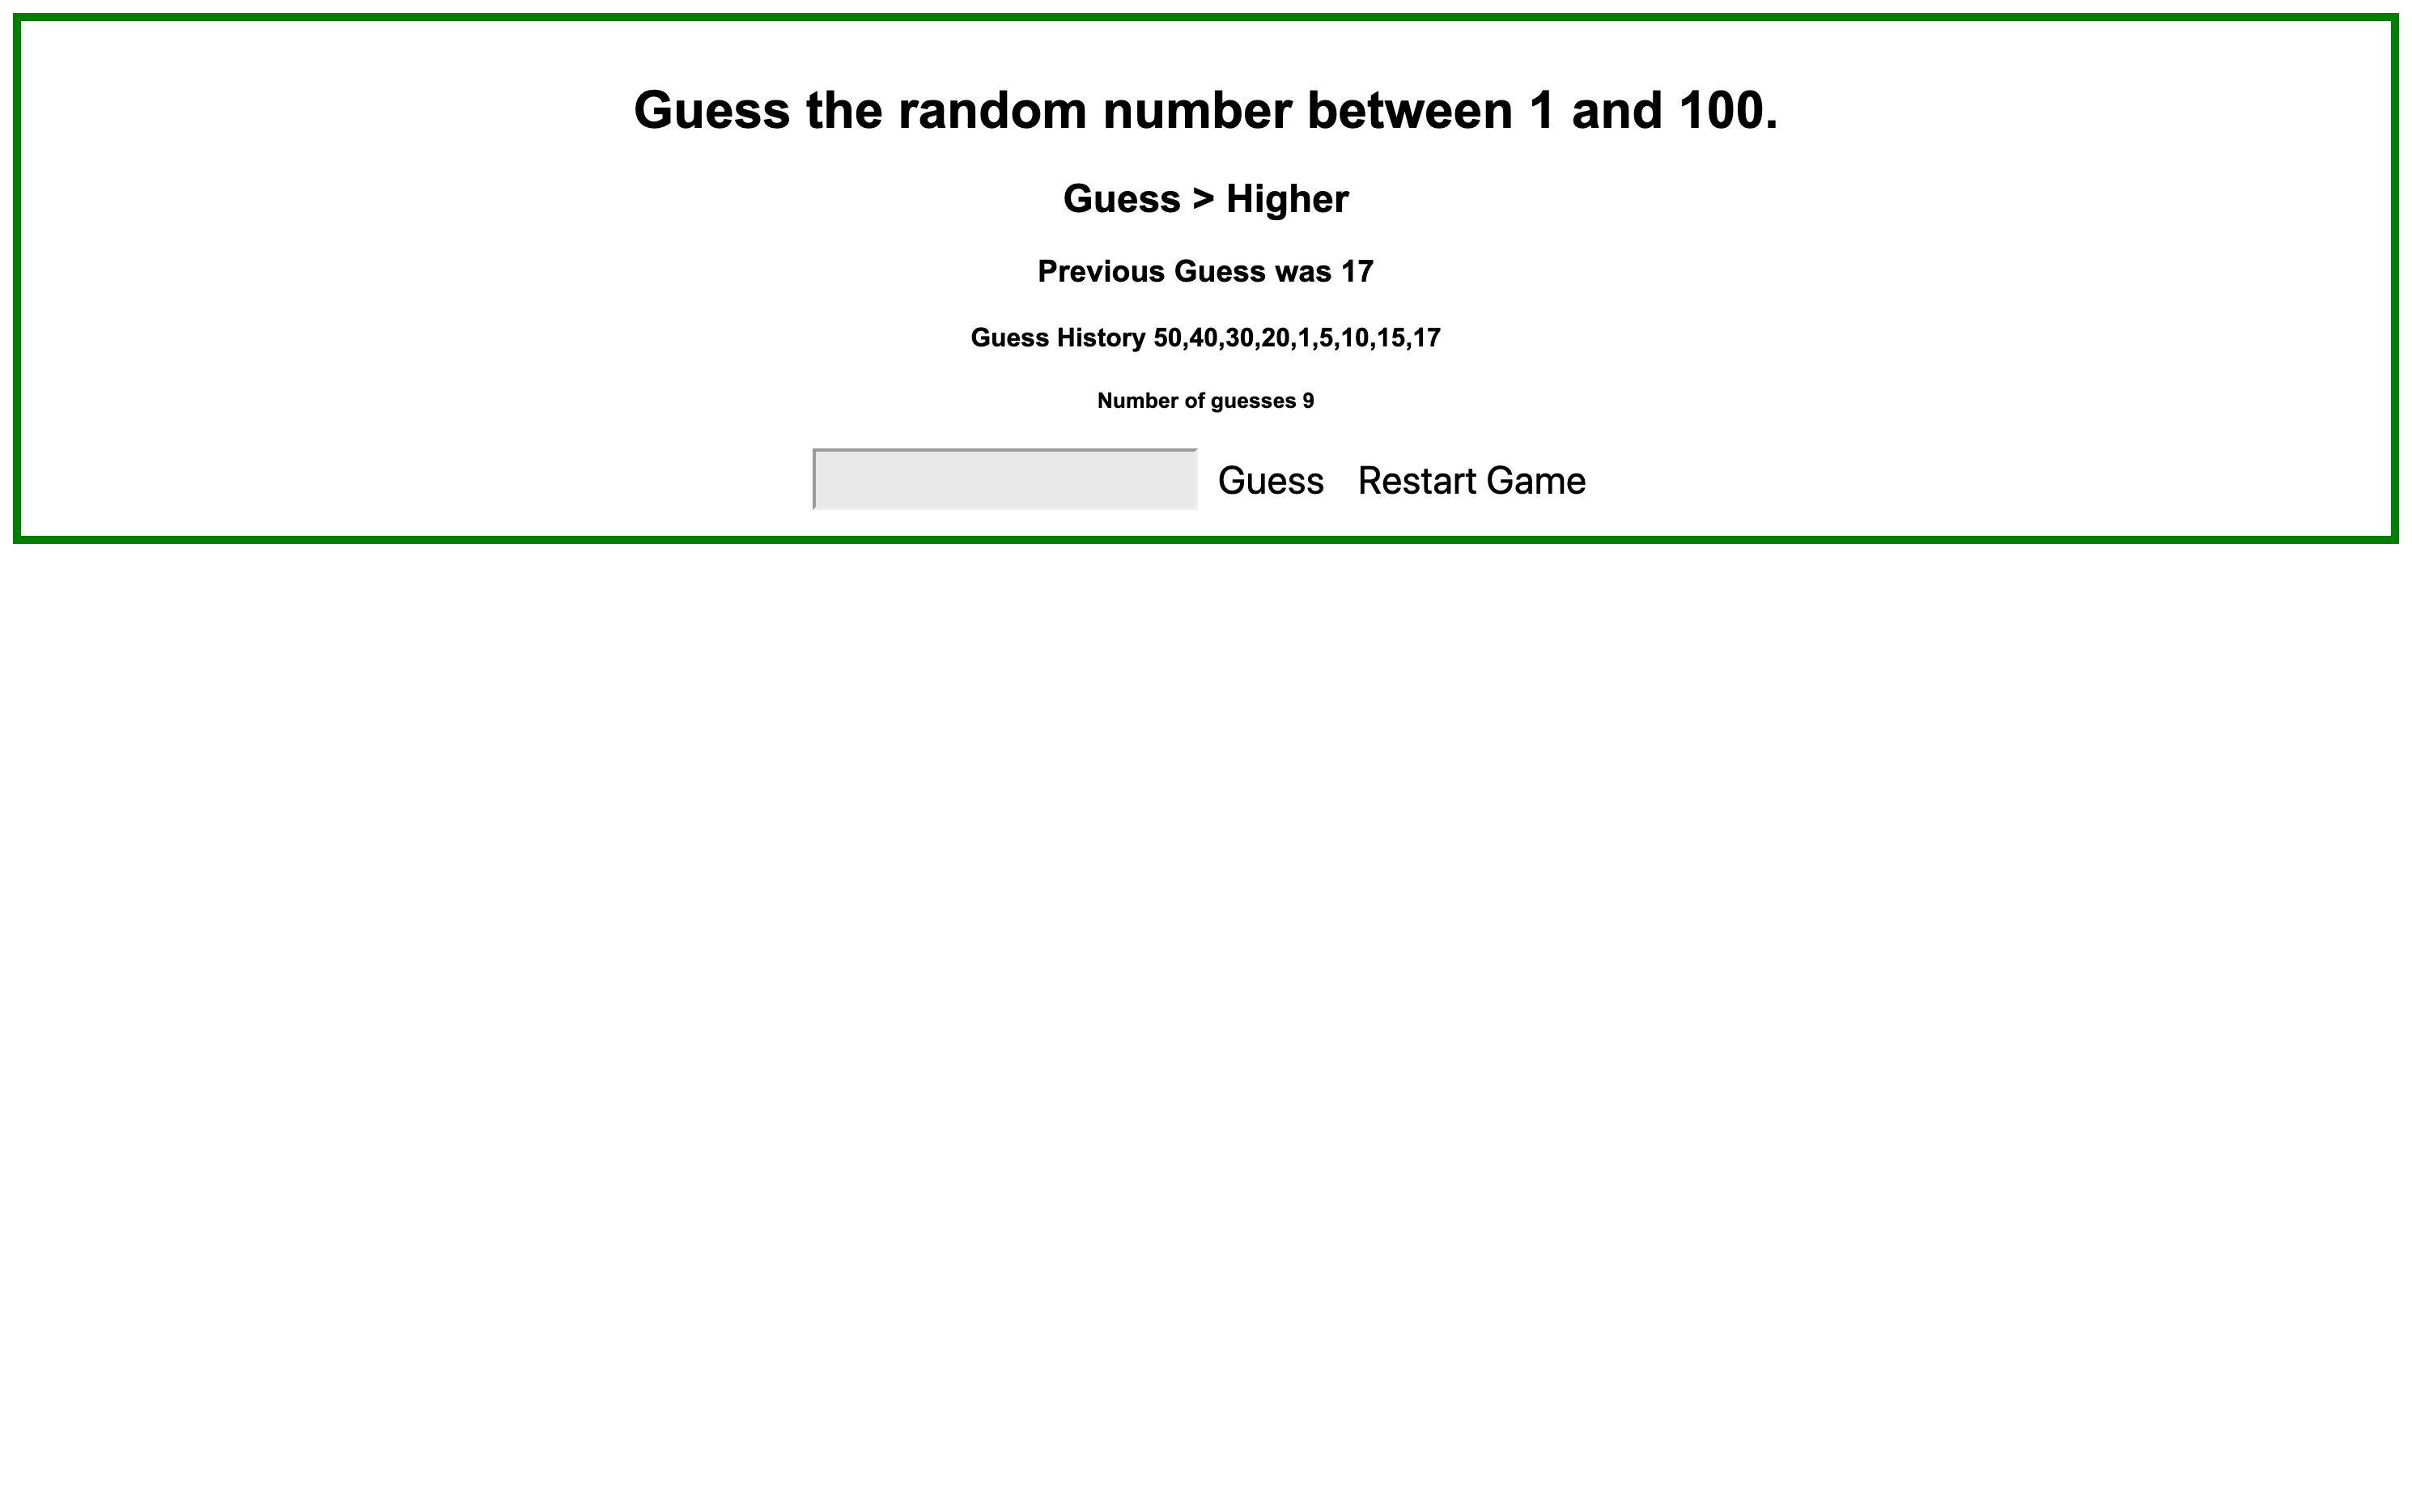 Guess the random number between 1 and 100.
Guess > Higher
Previous Guess was 17
Guess History 50,40,30,20,1,5,10,15,17
Number of guesses 9
Guess Restart Game